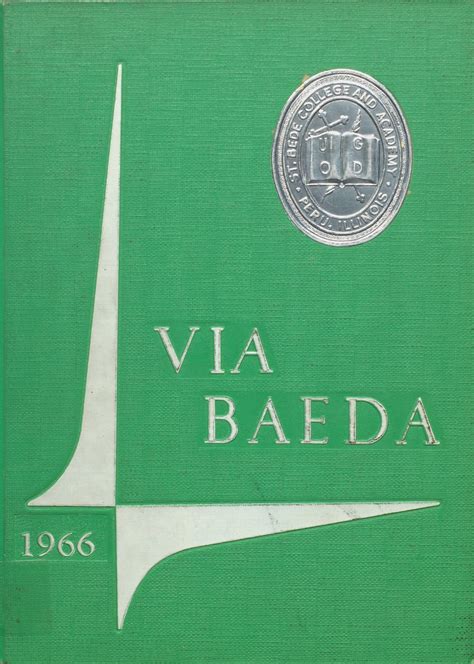 ST. BEDE COLLEGE AND ACADEMY
U G
O D
PERU, ILLINOIS
VIA
BAEDA
1966